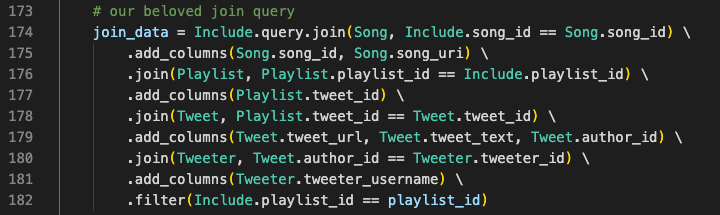 173 # our beloved join query
174 join_data = Include.query.join(Song, Include.song_id == Song.song_id) \
175 .add_columns(Song.song_id, Song.song_uri) \
176 .join(Playlist, Playlist.playlist_id == Include.playlist_id) \
177 .add_columns(Playlist.tweet_id) \
178 .join(Tweet, Playlist.tweet_id == Tweet.tweet_id) \
179 .add_columns(Tweet.tweet_url, Tweet.tweet_text, Tweet.author_id) \
180 .join(Tweeter, Tweet.author_id == Tweeter.tweeter_id) \
181 .add_columns(Tweeter.tweeter_username) \
182 .filter(Include.playlist_id == playlist_id)